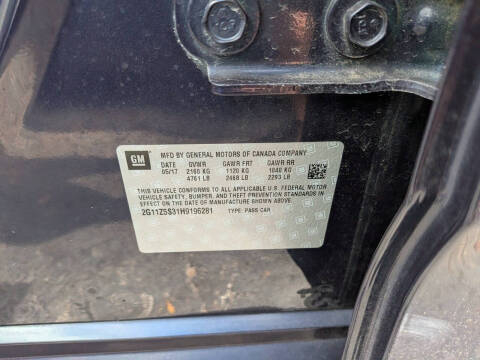 GM
MFD BY GENERAL MOTORS OF CANADA COMPANY
DATE GVWR GAWR FRT GAWR RR
05/17 2160 KG 1120 KG 1040 KG
4761 LB 2468 LB 2293 LB
THIS VEHICLE CONFORMS TO ALL APPLICABLE U.S. FEDERAL MOTOR
VEHICLE SAFETY, BUMPER, AND THEFT PREVENTION STANDARDS IN
EFFECT ON THE DATE OF MANUFACTURE SHOWN ABOVE.
TYPE: PASS CAR